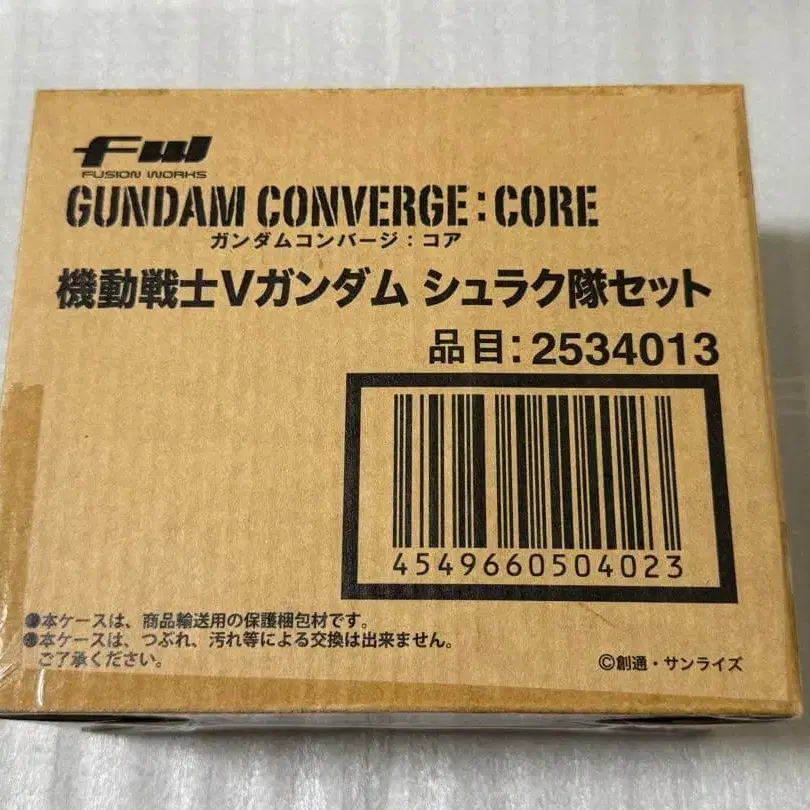 fw
FUSION WORKS
GUNDAM CONVERGE:CORE
ガンダムコンバージ：コア
機動戦士Vガンダム シュラク隊セット
品目：2534013
4549660504023
※本ケースは、商品輸送用の保護梱包材です。
※本ケースは、つぶれ、汚れ等による交換は出来ません。
ご了承ください。
©創通・サンライズ